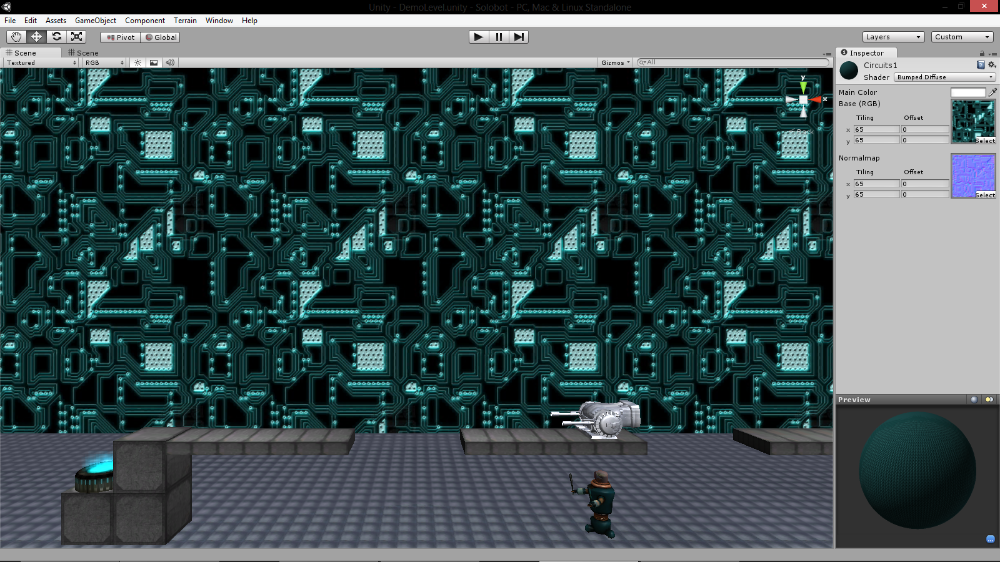 Unity - DemoLevel.unity - Solobot - PC, Mac & Linux Standalone
File Edit Assets GameObject Component Terrain Window Help
Pivot Global Layers Custom
Scene Scene Inspector
Textured RGB Gizmos All
Circuits1
Shader Bumped Diffuse
y
x
Back
Main Color
Base (RGB)
Tiling Offset
x 65 0
y 65 0
Select
Normalmap
Tiling Offset
x 65 0
y 65 0
Select
Preview